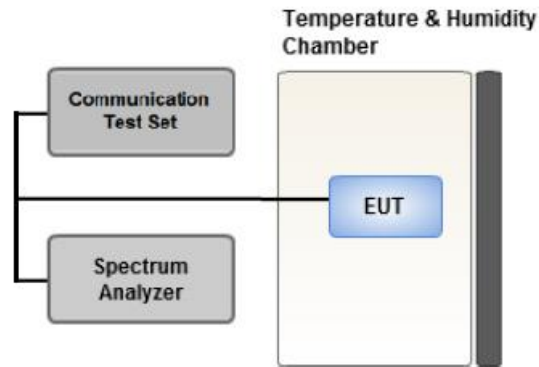 Temperature & Humidity
Chamber
Communication
Test Set
EUT
Spectrum
Analyzer